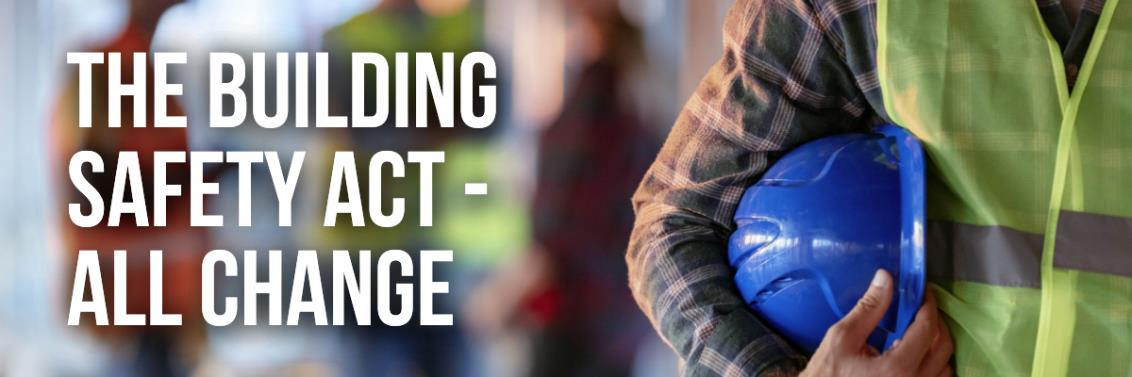 THE BUILDING
SAFETY ACT -
ALL CHANGE